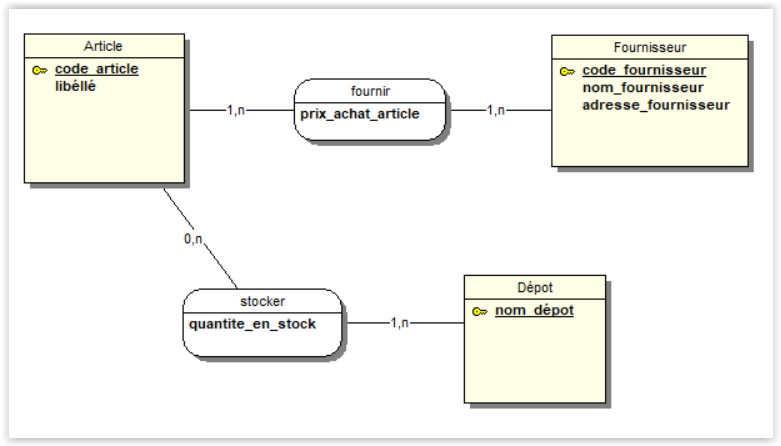 Article
code_article
libéllé
fournir
prix_achat_article
Fournisseur
code_fournisseur
nom_fournisseur
adresse_fournisseur
1,n
1,n
0,n
stocker
quantite_en_stock
1,n
Dépot
nom_dépot